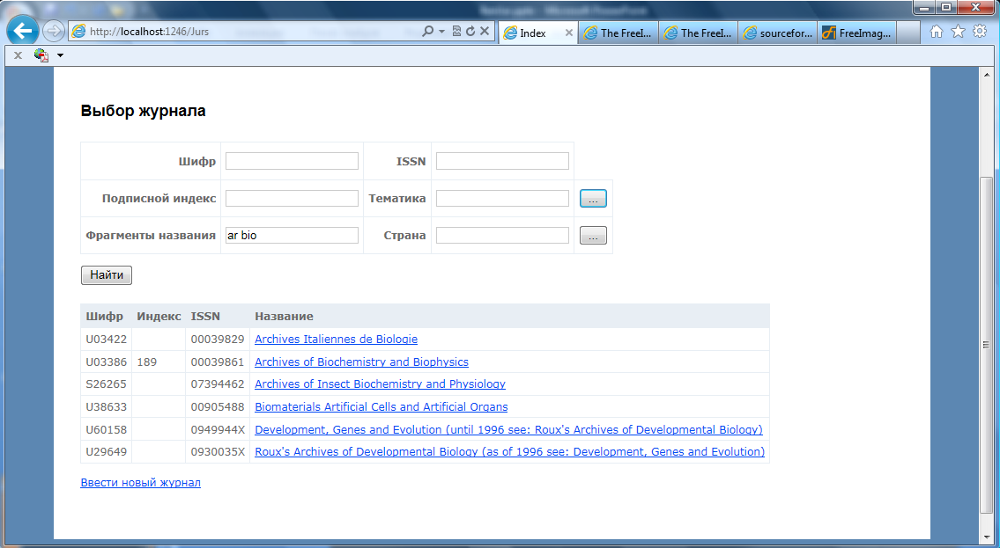 http://localhost:1246/Jurs
Index
The FreeI...
The FreeI...
sourcefor...
FreeImag...
Выбор журнала
Шифр ISSN
Подписной индекс Тематика ...
Фрагменты названия ar bio Страна ...
Найти
Шифр Индекс ISSN Название
U03422 00039829 Archives Italiennes de Biologie
U03386 189 00039861 Archives of Biochemistry and Biophysics
S26265 07394462 Archives of Insect Biochemistry and Physiology
U38633 00905488 Biomaterials Artificial Cells and Artificial Organs
U60158 0949944X Development, Genes and Evolution (until 1996 see: Roux's Archives of Developmental Biology)
U29649 0930035X Roux's Archives of Developmental Biology (as of 1996 see: Development, Genes and Evolution)
Ввести новый журнал